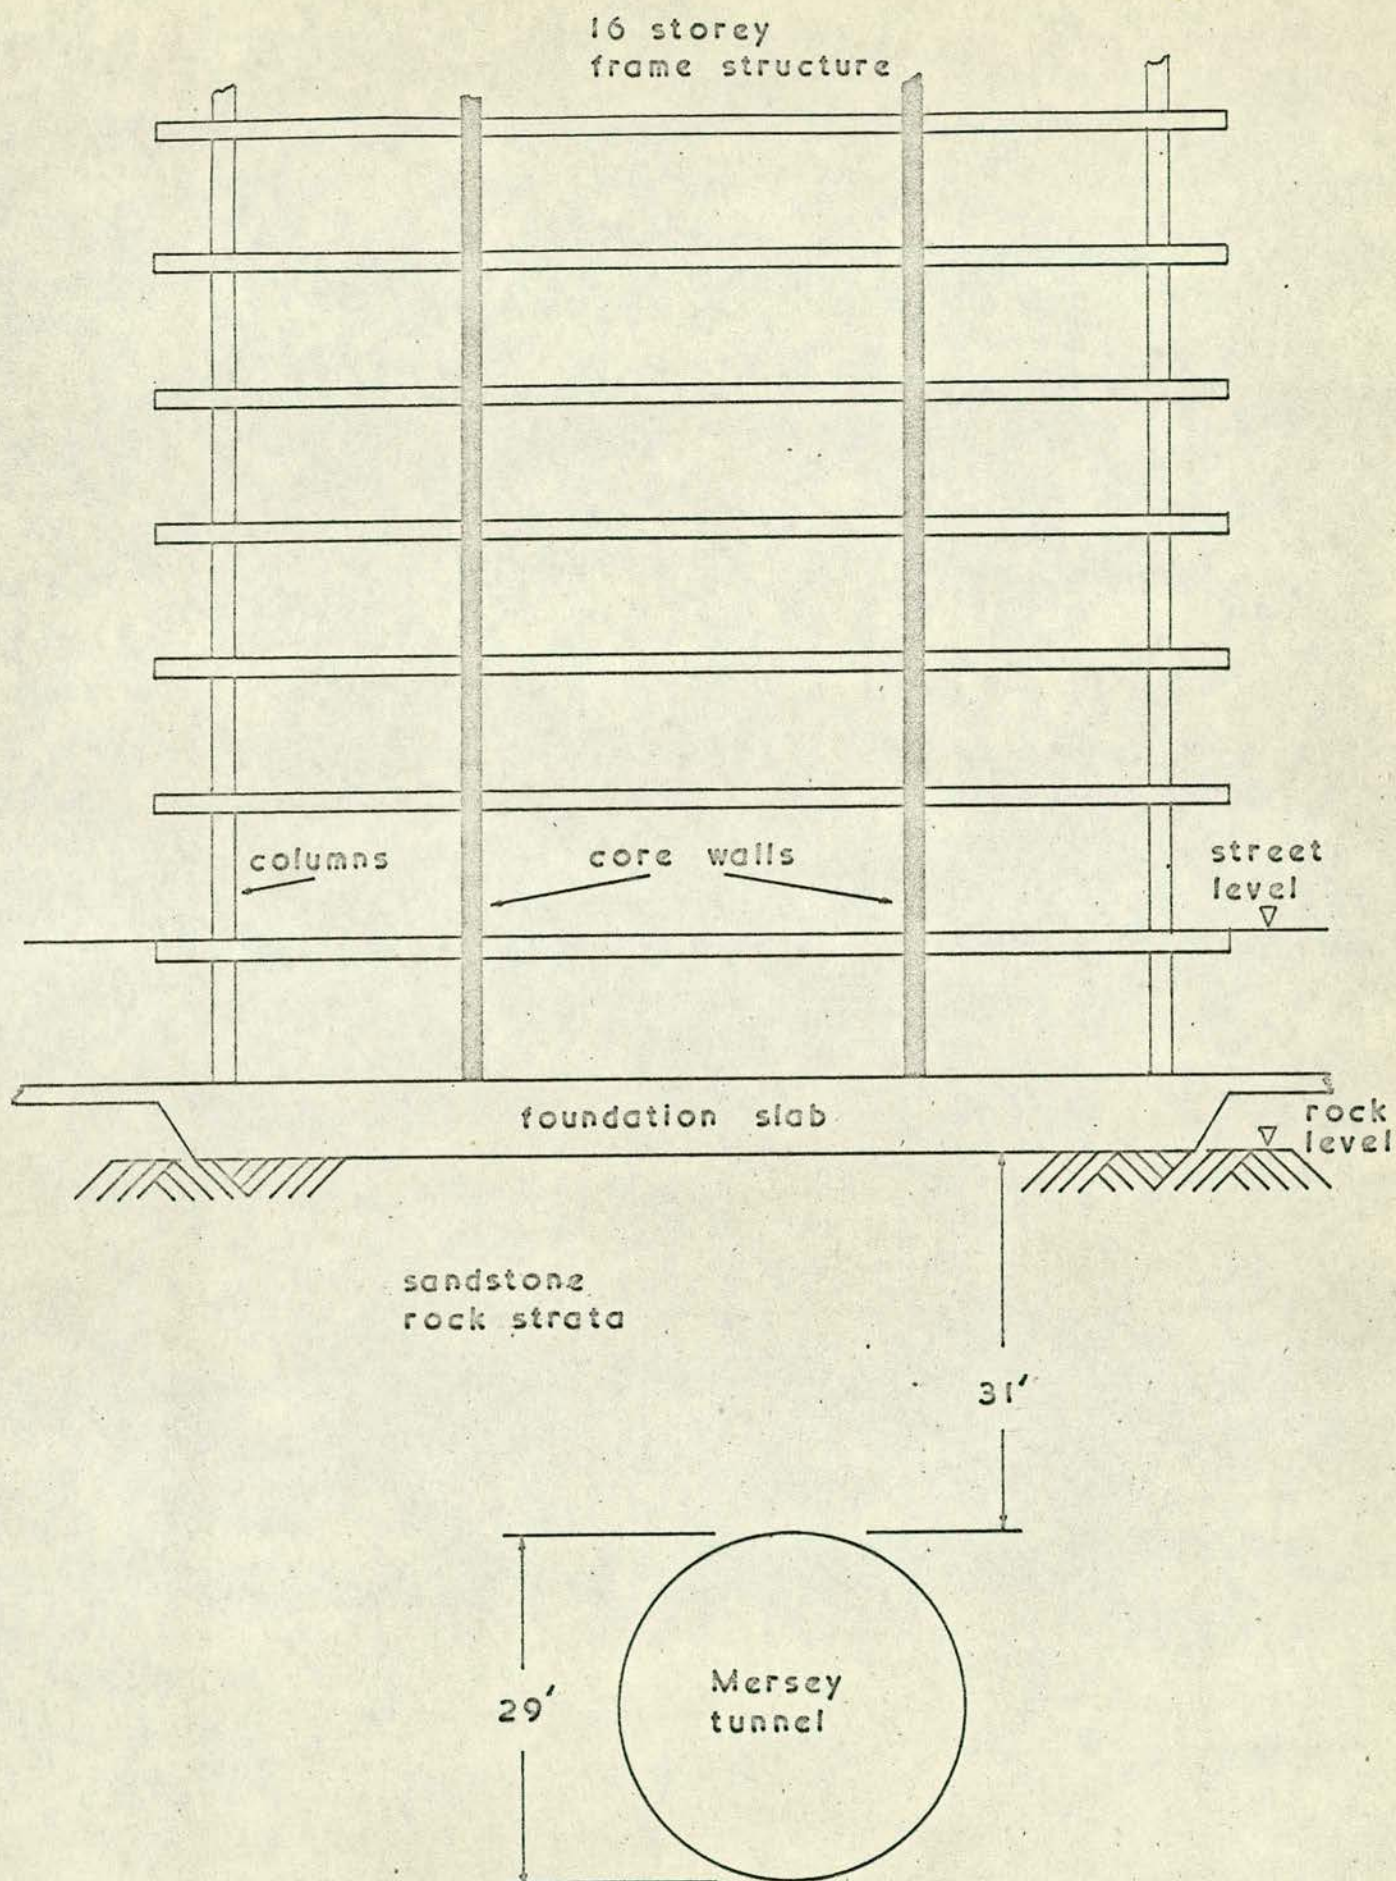 16 storey
frame structure
columns
core walls
street
level
foundation slab
rock
level
sandstone
rock strata
31'
29'
Mersey
tunnel